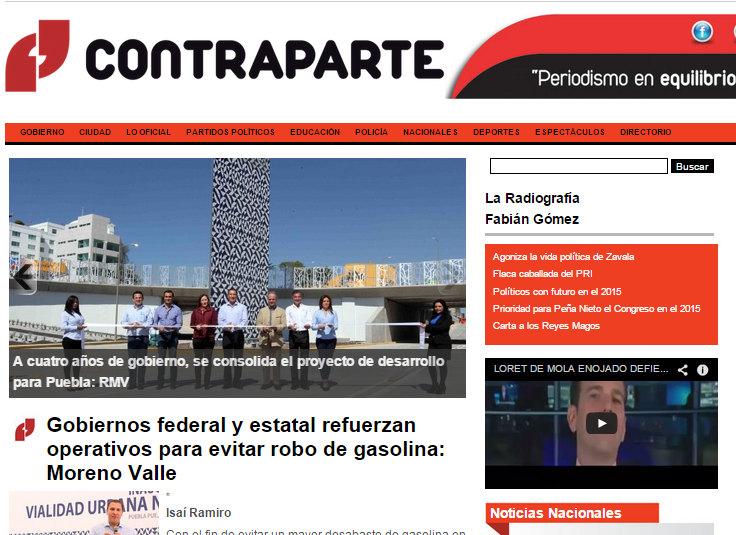 CONTRAPARTE
"Periodismo en equilibrio
GOBIERNO CIUDAD LO OFICIAL PARTIDOS POLÍTICOS EDUCACIÓN POLICÍA NACIONALES DEPORTES ESPECTÁCULOS DIRECTORIO
A cuatro años de gobierno, se consolida el proyecto de desarrollo
para Puebla: RMV
Gobiernos federal y estatal refuerzan
operativos para evitar robo de gasolina:
Moreno Valle
VIALIDAD URBANA
Isaí Ramiro
Con el fin de evitar un mayor desabasto de gasolina en
Buscar
La Radiografía
Fabián Gómez
Agoniza la vida política de Zavala
Flaca caballada del PRI
Políticos con futuro en el 2015
Prioridad para Peña Nieto el Congreso en el 2015
Carta a los Reyes Magos
LORET DE MOLA ENOJADO DEFIE...
Noticias Nacionales